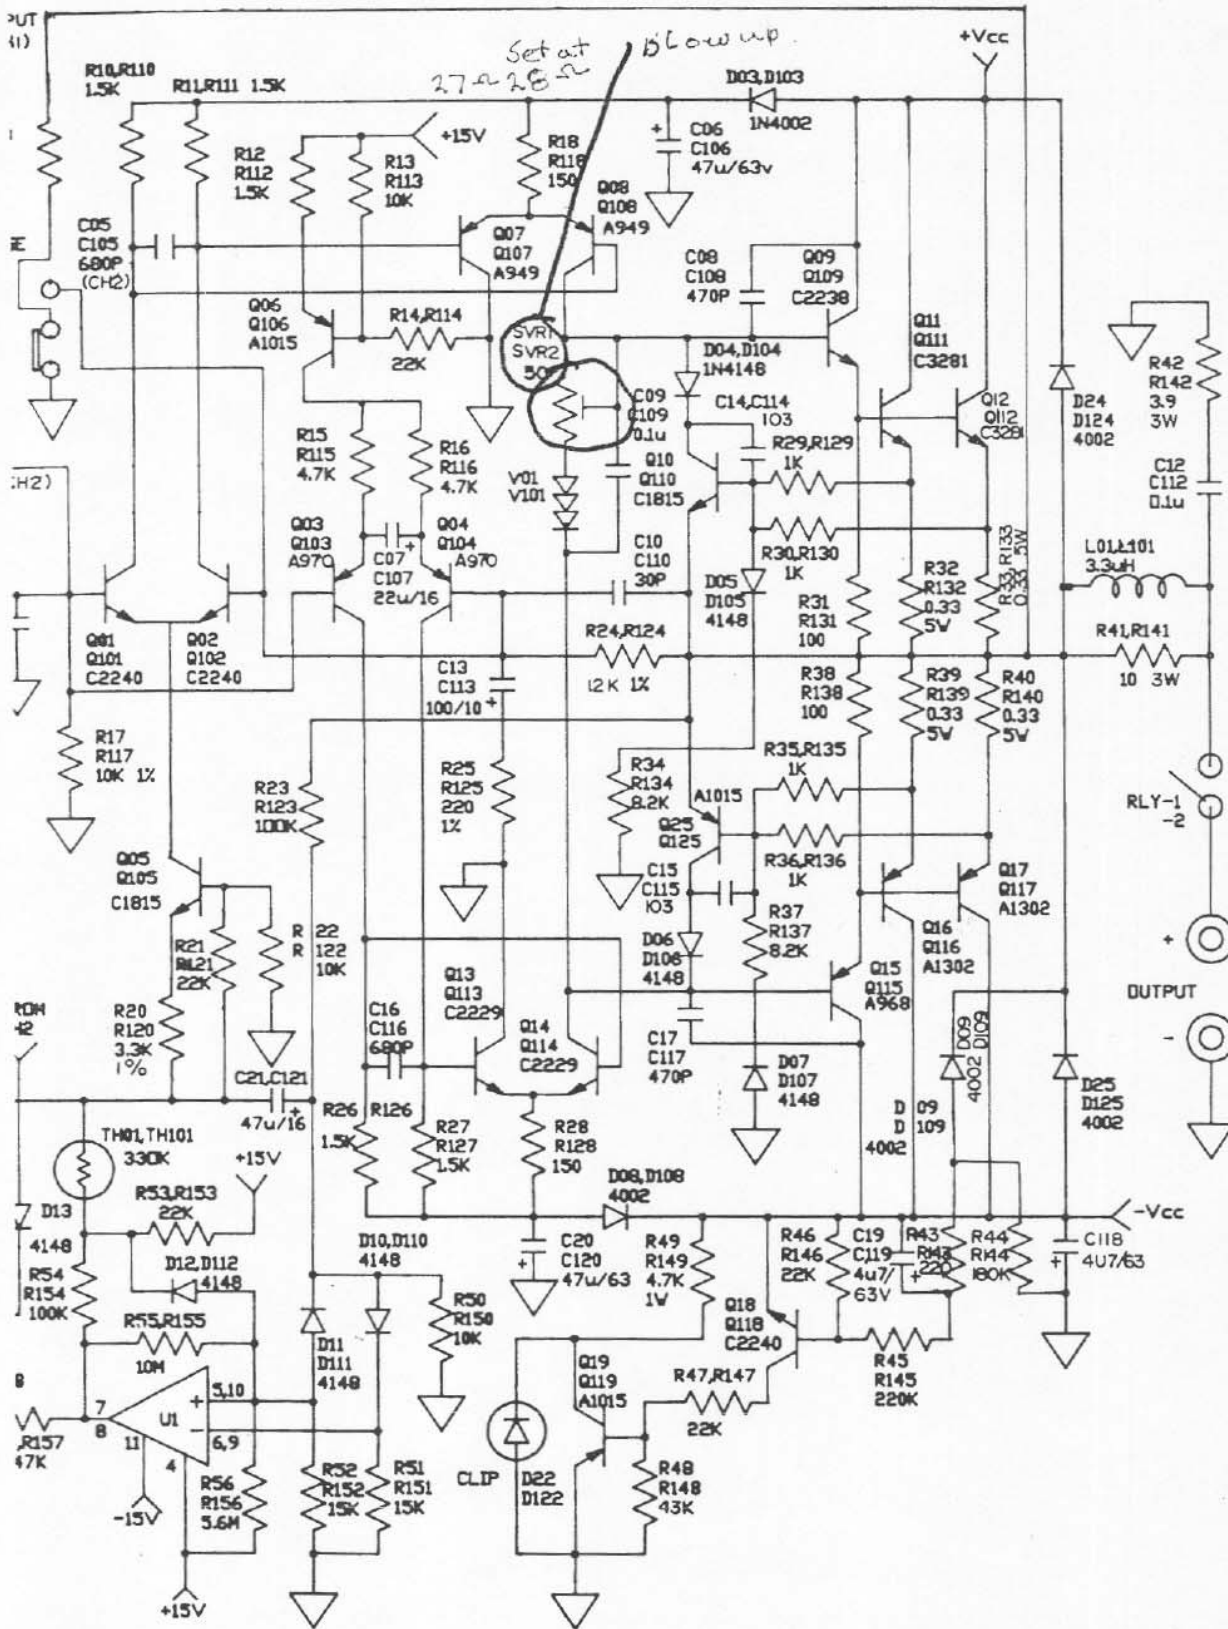 PUT
Set at
27Ω 28Ω
Blow up
+Vcc
R10,R110
1.5K
R11,R111 1.5K
D03,D103
1N4002
+15V
R12
R112
1.5K
R13
R113
10K
R18
R118
150
C06
C106
47u/63v
+
Q08
Q108
A949
C05
C105
680P
(CH2)
Q07
Q107
A949
C08
C108
470P
Q09
Q109
C2238
Q06
Q106
A1015
R14,R114
22K
SVR1
SVR2
Q11
Q111
C3281
D04,D104
1N4148
R42
R142
3.9
3W
C09
C109
0.1u
C14,C114
103
Q12
Q112
C3281
D24
D124
4002
R15
R115
4.7K
R16
R116
4.7K
R29,R129
1K
V01
V101
Q10
Q110
C1815
C12
C112
0.1u
CH2)
Q03
Q103
A970
Q04
Q104
A970
C07
C107
22u/16
+
C10
C110
30P
R30,R130
1K
R32
R132
0.33
5W
R33,R133
0.33 5W
L01,L101
3.3uH
D05
D105
4148
R31
R131
100
Q01
Q101
C2240
Q02
Q102
C2240
R24,R124
12K 1%
R41,R141
10 3W
C13
C113
100/10
+
R38
R138
100
R39
R139
0.33
5W
R40
R140
0.33
5W
R17
R117
10K 1%
R23
R123
100K
R25
R125
220
1%
R34
R134
8.2K
R35,R135
1K
A1015
Q25
Q125
RLY-1
-2
R36,R136
1K
Q05
Q105
C1815
C15
C115
103
Q17
Q117
A1302
R21
R121
22K
R 22
R 122
10K
R37
R137
8.2K
Q16
Q116
A1302
+
D06
D106
4148
Q13
Q113
C2229
Q15
Q115
A968
OUTPUT
R20
R120
3.3K
1%
C16
C116
680P
Q14
Q114
C2229
C17
C117
470P
D09
D109
4002
-
C21,C121
47u/16
+
D07
D107
4148
D25
D125
4002
D 09
D 109
4002
R26 R126
1.5K
R27
R127
1.5K
R28
R128
150
TH01,TH101
330K
+15V
R53,R153
22K
D08,D108
4002
-Vcc
D13
4148
D10,D110
4148
C20
C120
47u/63
+
R49
R149
4.7K
1W
R46
R146
22K
C19
C119
4u7/
63V
+
R43
R143
220
R44
R144
180K
C118
4U7/63
+
D12,D112
4148
R54
R154
100K
R55,R155
10M
D11
D111
4148
R50
R150
10K
Q18
Q118
C2240
R45
R145
220K
Q19
Q119
A1015
R47,R147
22K
+
5,10
7
8
U1
-
6,9
11
4
,R157
47K
CLIP
D22
D122
R48
R148
43K
R56
R156
5.6M
R52
R152
15K
R51
R151
15K
-15V
+15V